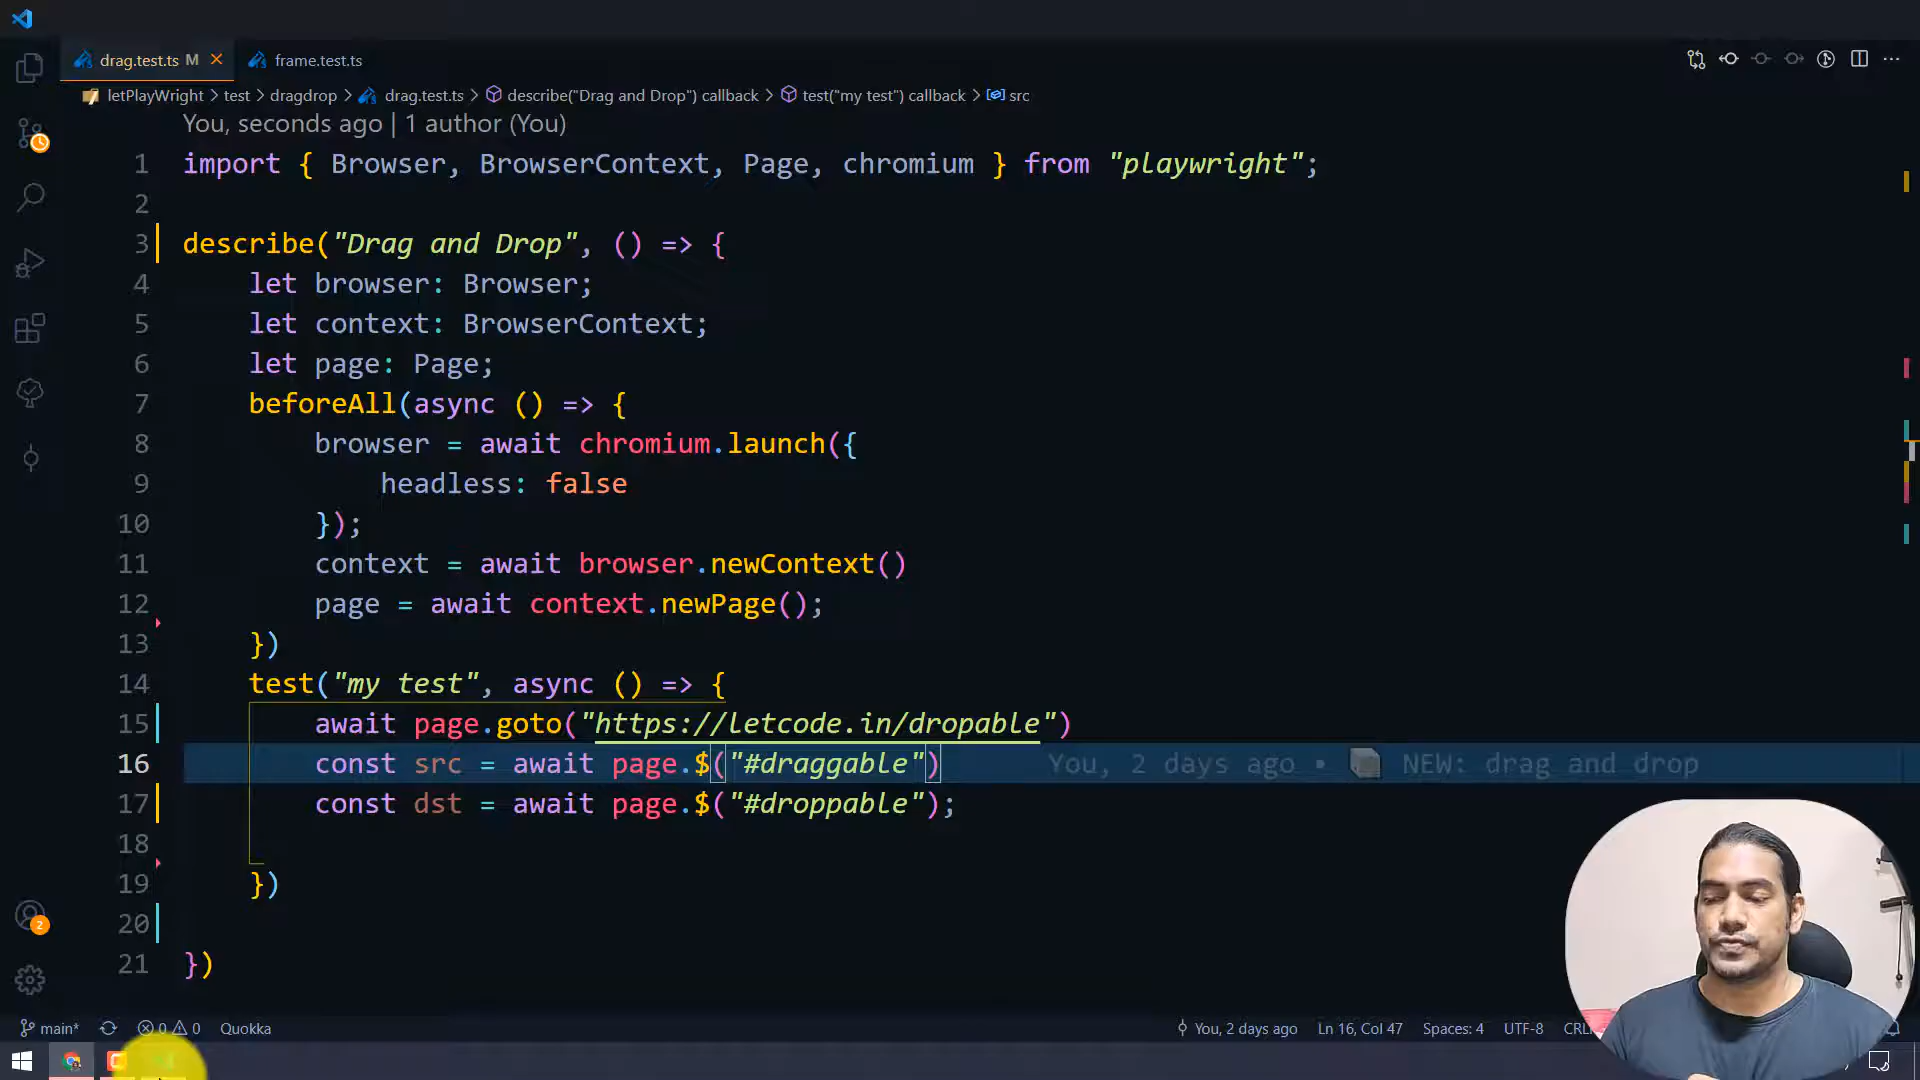 drag.test.ts M
frame.test.ts
letPlayWright > test > dragdrop > drag.test.ts > describe("Drag and Drop") callback > test("my test") callback > src
You, seconds ago | 1 author (You)
1 import { Browser, BrowserContext, Page, chromium } from "playwright";
2
3 describe("Drag and Drop", () => {
4 let browser: Browser;
5 let context: BrowserContext;
6 let page: Page;
7 beforeAll(async () => {
8 browser = await chromium.launch({
9 headless: false
10 });
11 context = await browser.newContext()
12 page = await context.newPage();
13 })
14 test("my test", async () => {
15 await page.goto("https://letcode.in/dropable")
16 const src = await page.$("#draggable") You, 2 days ago • NEW: drag and drop
17 const dst = await page.$("#droppable");
18
19 })
20
21 })
2
main* 0 0 Quokka
You, 2 days ago Ln 16, Col 47 Spaces: 4 UTF-8 CRL